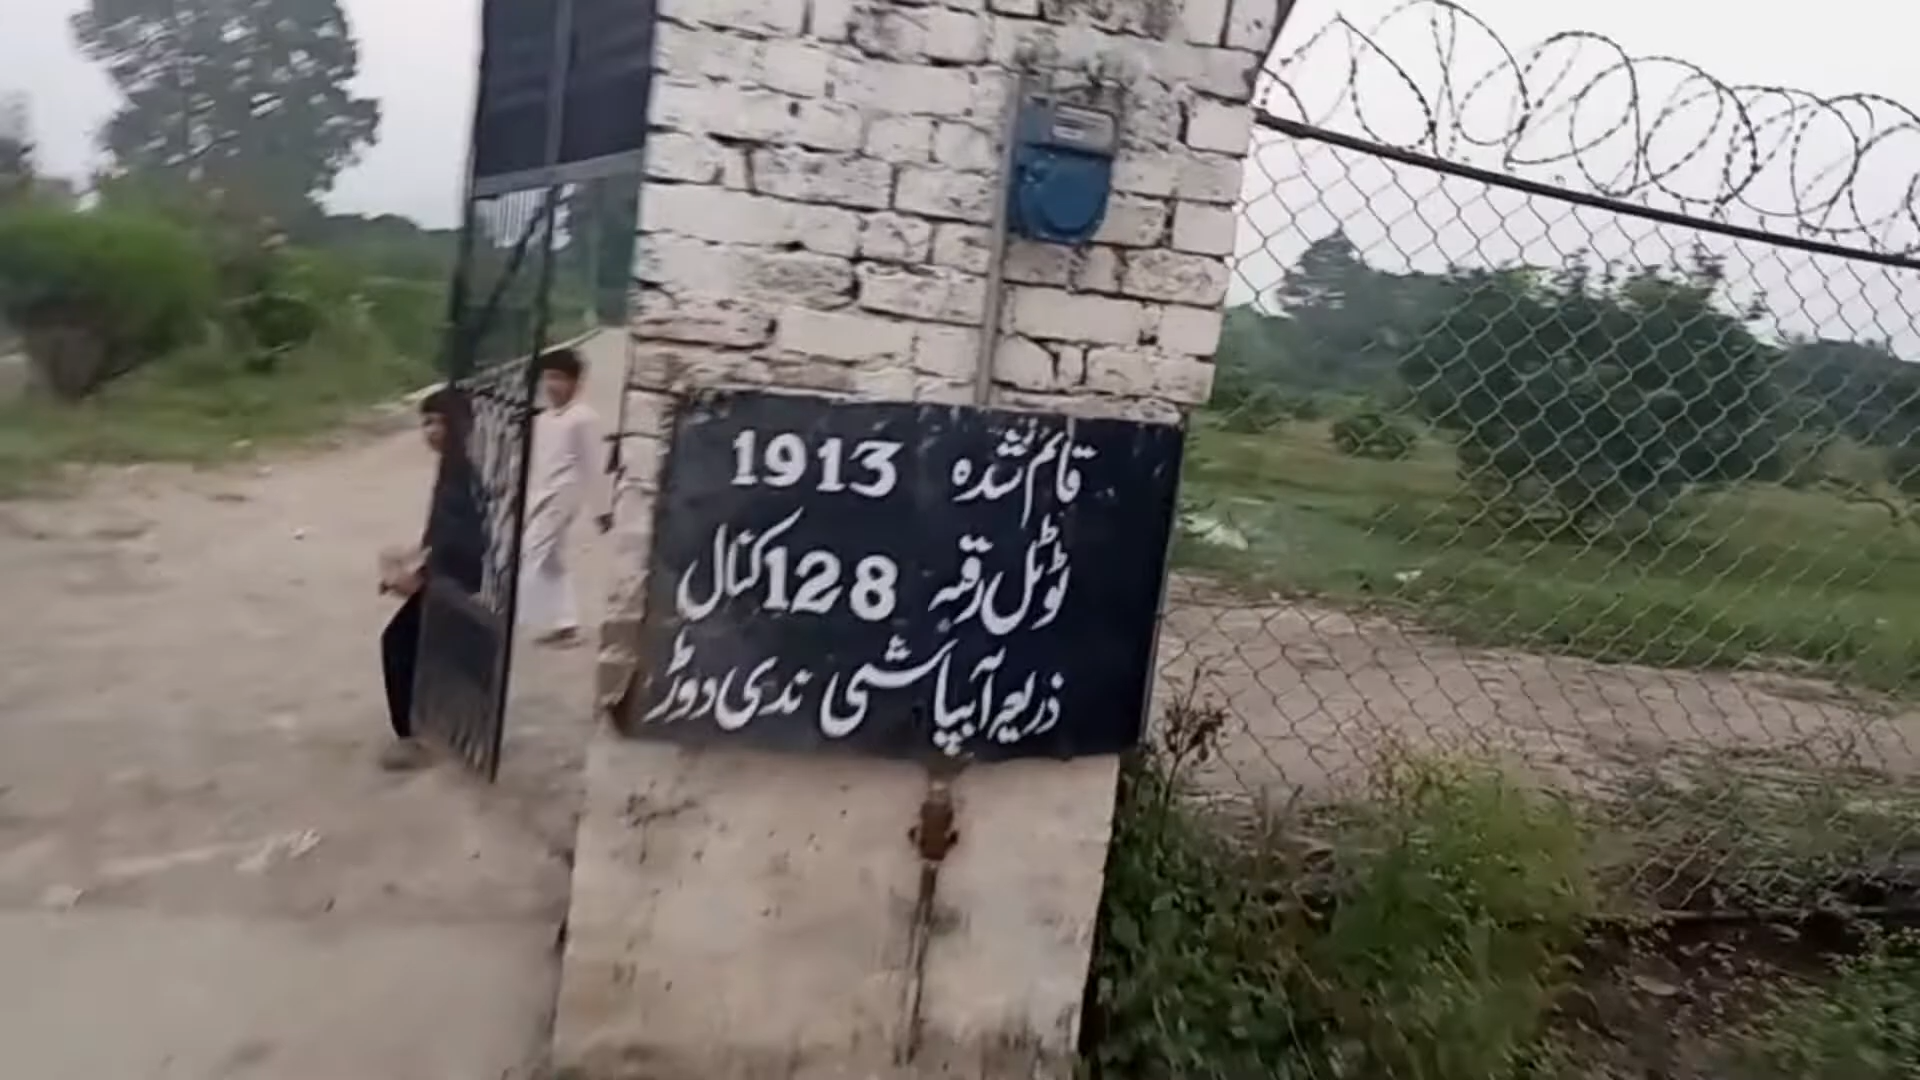 قائم شدہ 1913
ٹوٹل رقبہ 128 کنال
ذریعہ آبپاشی ندی دوڑ